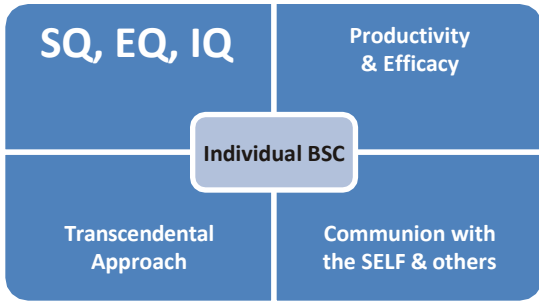 SQ, EQ, IQ
Productivity
& Efficacy
Individual BSC
Transcendental
Approach
Communion with
the SELF & others